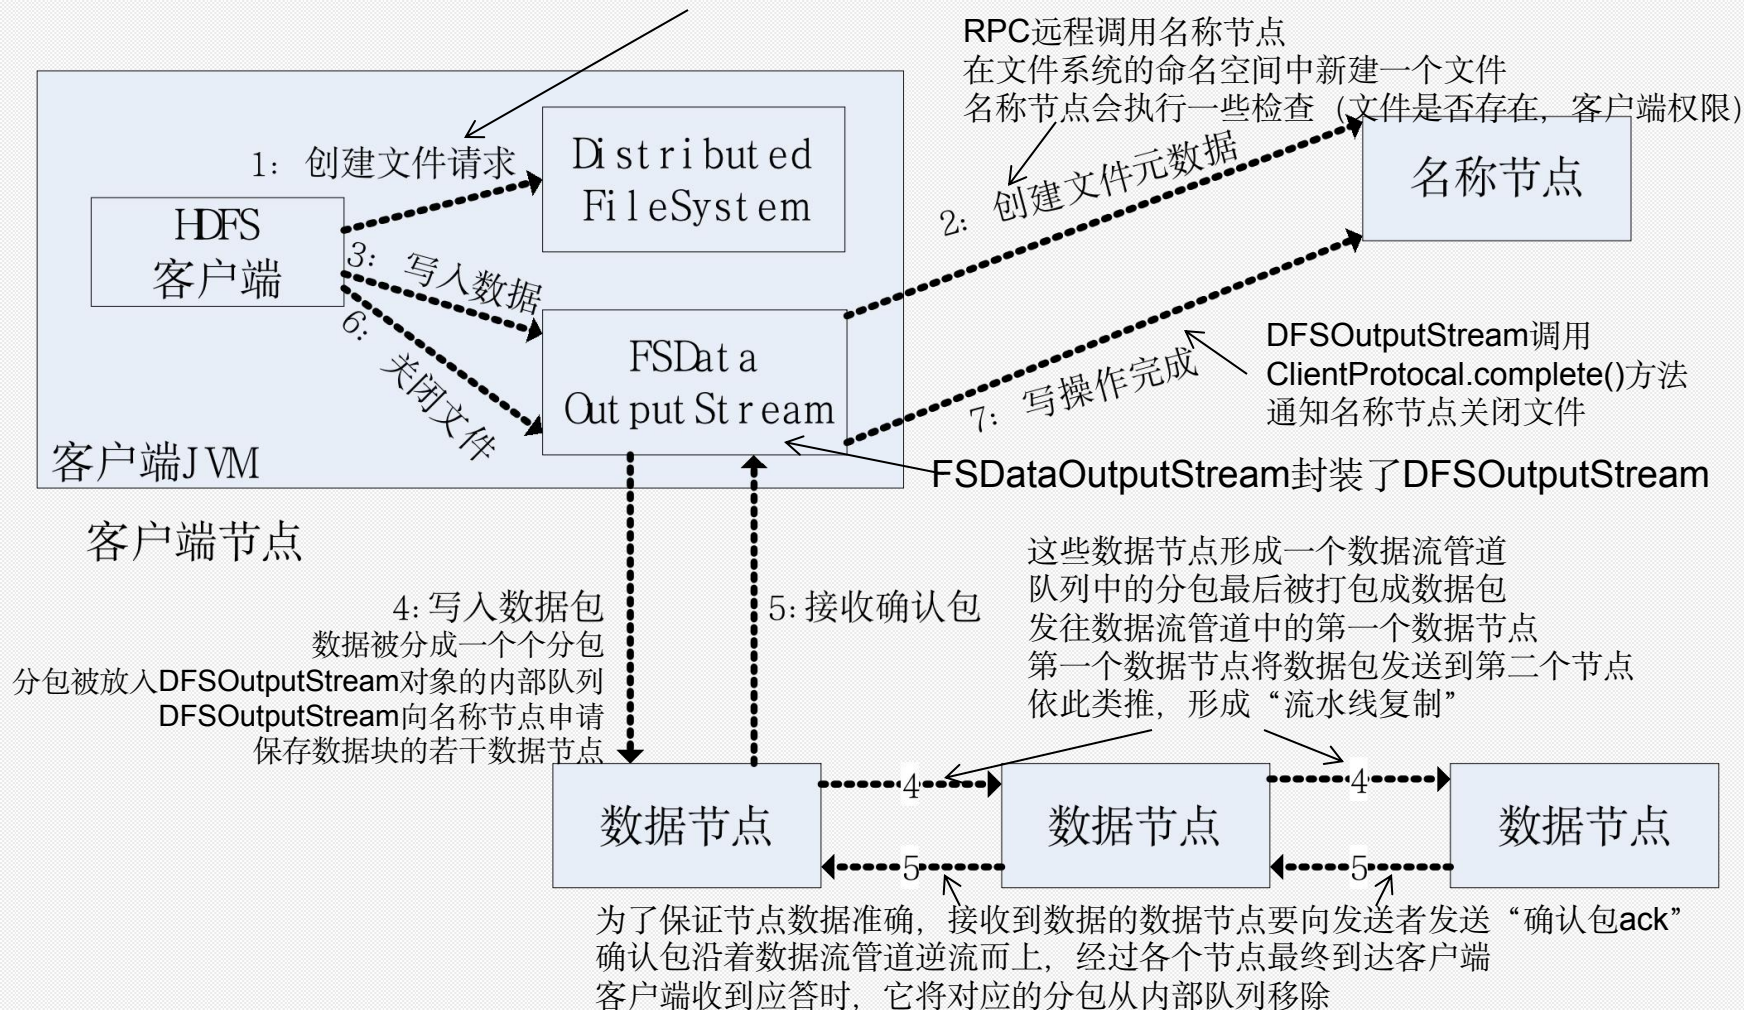 RPC远程调用名称节点
在文件系统的命名空间中新建一个文件
名称节点会执行一些检查（文件是否存在，客户端权限）
1：创建文件请求
Distributed
FileSystem
2：创建文件元数据
名称节点
HDFS
客户端
3：写入数据
6：关闭文件
FSData
OutputStream
7：写操作完成
DFSOutputStream调用
ClientProtocal.complete()方法
通知名称节点关闭文件
客户端JVM
FSDataOutputStream封装了DFSOutputStream
客户端节点
4:写入数据包
数据被分成一个个分包
分包被放入DFSOutputStream对象的内部队列
DFSOutputStream向名称节点申请
保存数据块的若干数据节点
5:接收确认包
这些数据节点形成一个数据流管道
队列中的分包最后被打包成数据包
发往数据流管道中的第一个数据节点
第一个数据节点将数据包发送到第二个节点
依此类推，形成“流水线复制”
数据节点
4
数据节点
4
数据节点
5
5
为了保证节点数据准确，接收到数据的数据节点要向发送者发送“确认包ack”
确认包沿着数据流管道逆流而上，经过各个节点最终到达客户端
客户端收到应答时，它将对应的分包从内部队列移除